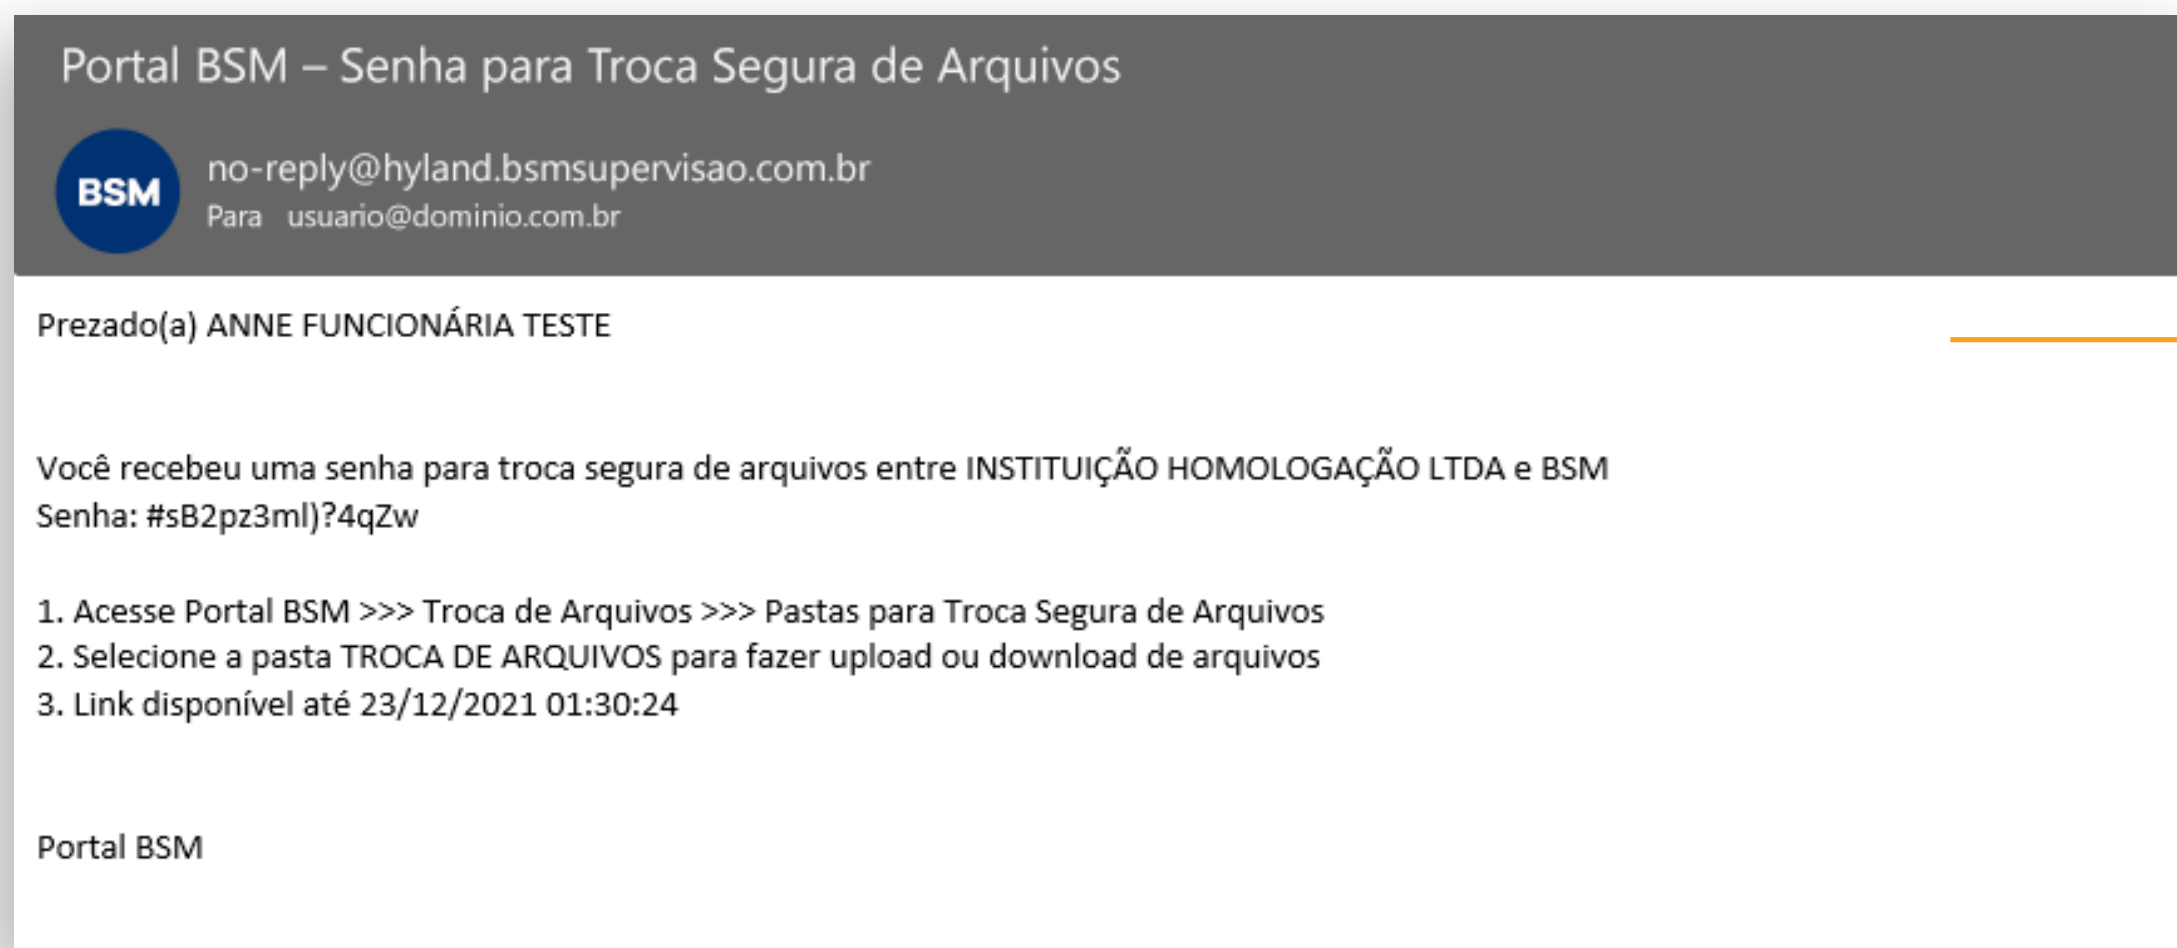 Portal BSM – Senha para Troca Segura de Arquivos
BSM
no-reply@hyland.bsmsupervisao.com.br
Para usuario@dominio.com.br
Prezado(a) ANNE FUNCIONÁRIA TESTE
Você recebeu uma senha para troca segura de arquivos entre INSTITUIÇÃO HOMOLOGAÇÃO LTDA e BSM
Senha: #sB2pz3ml)?4qZw
1. Acesse Portal BSM >>> Troca de Arquivos >>> Pastas para Troca Segura de Arquivos
2. Selecione a pasta TROCA DE ARQUIVOS para fazer upload ou download de arquivos
3. Link disponível até 23/12/2021 01:30:24
Portal BSM